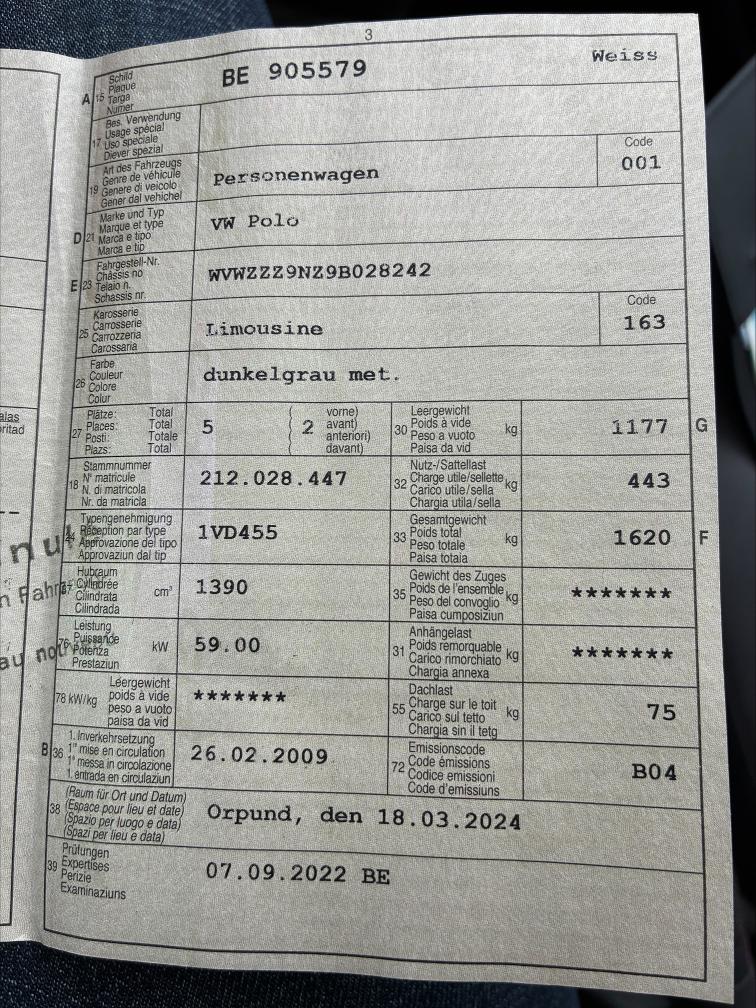 3
A 15 Schild
Plaque
Targa
Numer
BE 905579
Weiss
17 Bes. Verwendung
Usage spécial
Uso speciale
Diever spezial
19 Art des Fahrzeugs
Genre de véhicule
Genere di veicolo
Gener dal vehichel
Personenwagen
Code
001
D 21 Marke und Typ
Marque et type
Marca e tipo
Marca e tip
VW Polo
E 23 Fahrgestell-Nr.
Châssis no
Telaio n.
Schassis nr.
WVWZZZ9NZ9B028242
25 Karosserie
Carrosserie
Carrozzeria
Carossaria
Limousine
Code
163
26 Farbe
Couleur
Colore
Colur
dunkelgrau met.
27 Plätze: Total
Places: Total
Posti: Totale
Plazs: Total
5
( 2 vorne)
avant)
anteriori)
davant)
30 Leergewicht
Poids à vide
Peso a vuoto
Paisa da vid
kg
1177
G
18 Stammnummer
N° matricule
N. di matricola
Nr. da matricla
212.028.447
32 Nutz-/Sattellast
Charge utile/sellette
Carico utile/sella
Chargia utila/sella
kg
443
24 Typengenehmigung
Réception par type
Approvazione del tipo
Approvaziun dal tip
1VD455
33 Gesamtgewicht
Poids total
Peso totale
Paisa totala
kg
1620
F
37 Hubraum
Cylindrée
Cilindrata
Cilindrada
cm³
1390
35 Gewicht des Zuges
Poids de l'ensemble
Peso del convoglio
Paisa cumposiziun
kg
*******
76 Leistung
Puissance
Potenza
Prestaziun
kW
59.00
31 Anhängelast
Poids remorquable
Carico rimorchiato
Chargia annexa
kg
*******
78 kW/kg
Leergewicht
poids à vide
peso a vuoto
paisa da vid
*******
55 Dachlast
Charge sur le toit
Carico sul tetto
Chargia sin il tetg
kg
75
B 36 1. Inverkehrsetzung
1re mise en circulation
1a messa in circolazione
1. entrada en circulaziun
26.02.2009
72 Emissionscode
Code émissions
Codice emissioni
Code d'emissiuns
B04
38 (Raum für Ort und Datum)
(Espace pour lieu et date)
(Spazio per luogo e data)
(Spazi per lieu e data)
Orpund, den 18.03.2024
39 Prüfungen
Expertises
Perizie
Examinaziuns
07.09.2022 BE